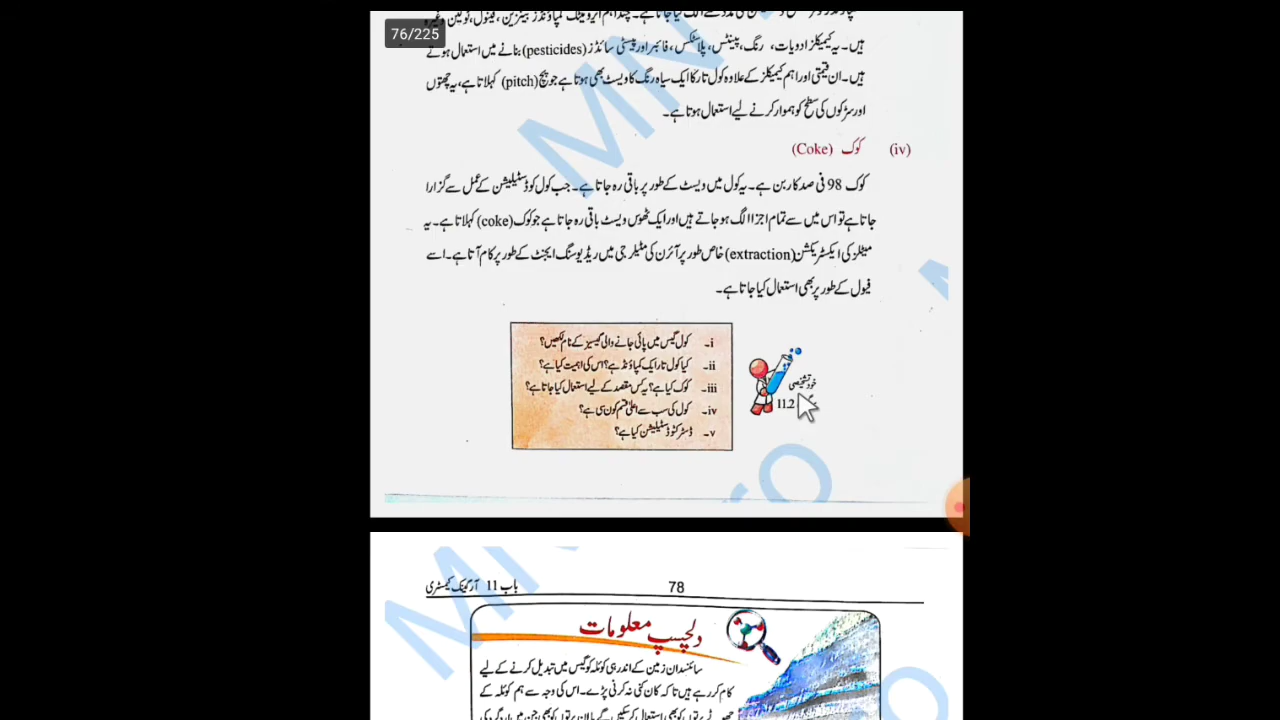 76/225
ہیں۔ یہ کیمیکلز ادویات، رنگ، پینٹس، پلاسٹکس، فائبر اور پیسٹی سائڈز (pesticides) بنانے میں استعمال ہوتے
ہیں۔ ان قیمتی اور اہم کیمیکلز کے علاوہ کول تار کا ایک سیاہ رنگ کا ویسٹ بھی ہوتا ہے جو پچ (pitch) کہلاتا ہے، یہ چھتوں
اور سڑکوں کی سطح کو ہموار کرنے لیے استعمال ہوتا ہے۔
(iv) کوک (Coke)
کوک 98 فی صد کاربن ہے۔ یہ کول میں ویسٹ کے طور پر باقی رہ جاتا ہے۔ جب کول کو ڈسٹیلیشن کے عمل سے گزارا
جاتا ہے تو اس میں سے تمام اجزا الگ ہو جاتے ہیں اور ایک ٹھوس ویسٹ باقی رہ جاتا ہے جو کوک (coke) کہلاتا ہے۔ یہ
میٹلز کی ایکسٹریکشن (extraction) خاص طور پر آئرن کی مٹیلرجی میں ریڈیوسنگ ایجنٹ کے طور پر کام آتا ہے۔ اسے
فیول کے طور پر بھی استعمال کیا جاتا ہے۔
i۔ کول گیس میں پائی جانے والی گیسیز کے نام لکھیں؟
ii۔ کیا کول تار ایک کمپاؤنڈ ہے؟ اس کی اہمیت کیا ہے؟
iii۔ کوک کیا ہے؟ یہ کس مقصد کے لیے استعمال کیا جاتا ہے؟
iv۔ کول کی سب سے اعلیٰ قسم کون سی ہے؟
v۔ ڈسٹرکٹو ڈسٹیلیشن کیا ہے؟
خود تشخیصی
11.2
باب 11 آرگینک کیمسٹری
78
دلچسپ معلومات
سائنسدان زمین کے اندر ہی کوئلہ کو گیس میں تبدیل کرنے کے لیے
کام کر رہے ہیں تاکہ کان کنی نہ کرنی پڑے۔ اس کی وجہ سے ہم کوئلہ کے